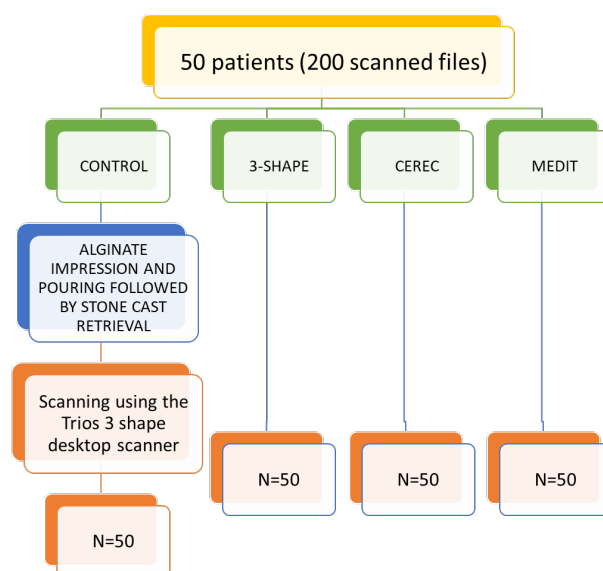 50 patients (200 scanned files)
CONTROL
3-SHAPE
CEREC
MEDIT
ALGINATE
IMPRESSION AND
POURING FOLLOWED
BY STONE CAST
RETRIEVAL
Scanning using the
Trios 3 shape
desktop scanner
N=50
N=50
N=50
N=50